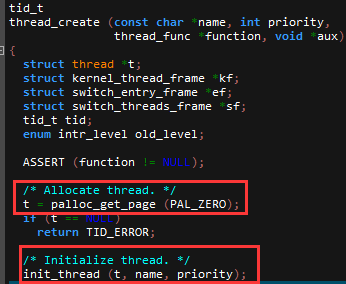 tid_t
thread_create (const char *name, int priority,
thread_func *function, void *aux)
{
struct thread *t;
struct kernel_thread_frame *kf;
struct switch_entry_frame *ef;
struct switch_threads_frame *sf;
tid_t tid;
enum intr_level old_level;
ASSERT (function != NULL);
/* Allocate thread. */
t = palloc_get_page (PAL_ZERO);
if (t == NULL)
return TID_ERROR;
/* Initialize thread. */
init_thread (t, name, priority);